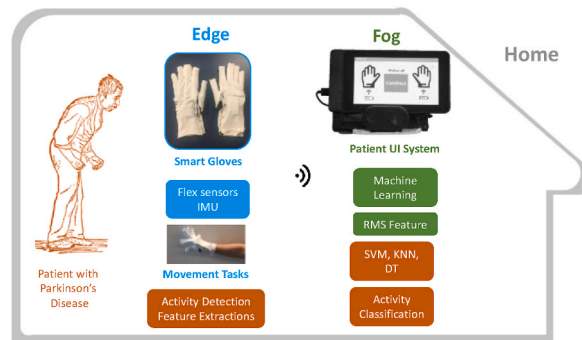 Edge
Fog
Home
Smart Gloves
Patient UI System
Flex sensors
IMU
Machine
Learning
RMS Feature
Movement Tasks
SVM, KNN,
DT
Patient with
Parkinson's
Disease
Activity Detection
Feature Extractions
Activity
Classification